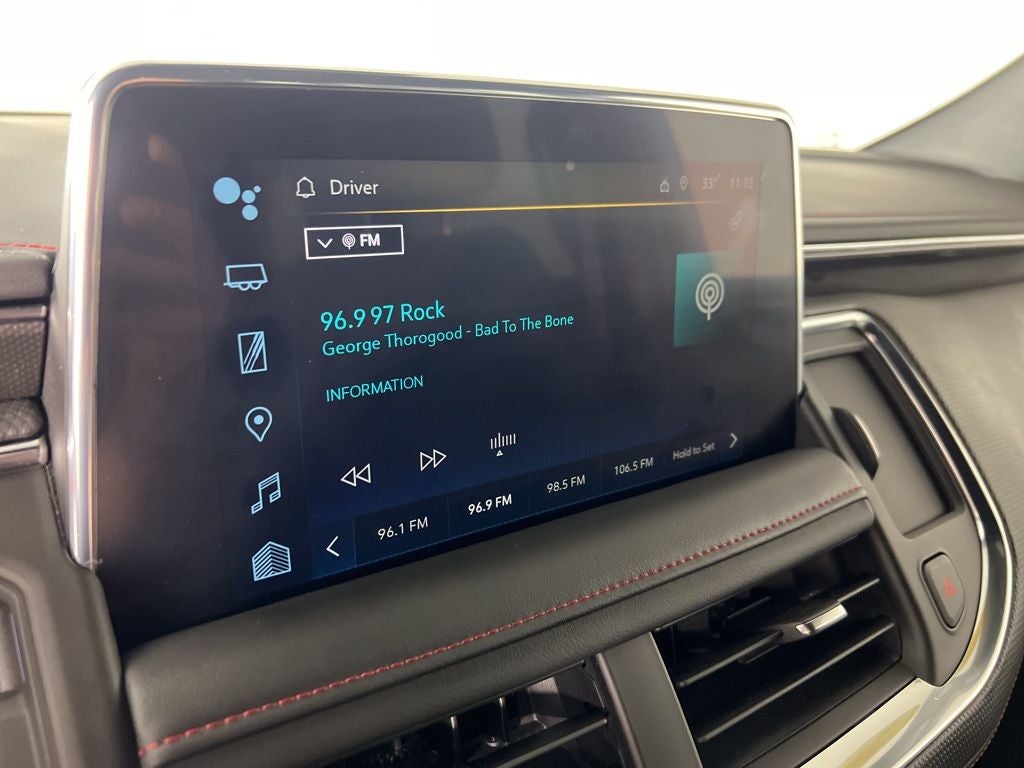 Driver
33°
11:13
FM
96.9 97 Rock
George Thorogood - Bad To The Bone
INFORMATION
96.1 FM
96.9 FM
98.5 FM
106.5 FM
Hold to Set